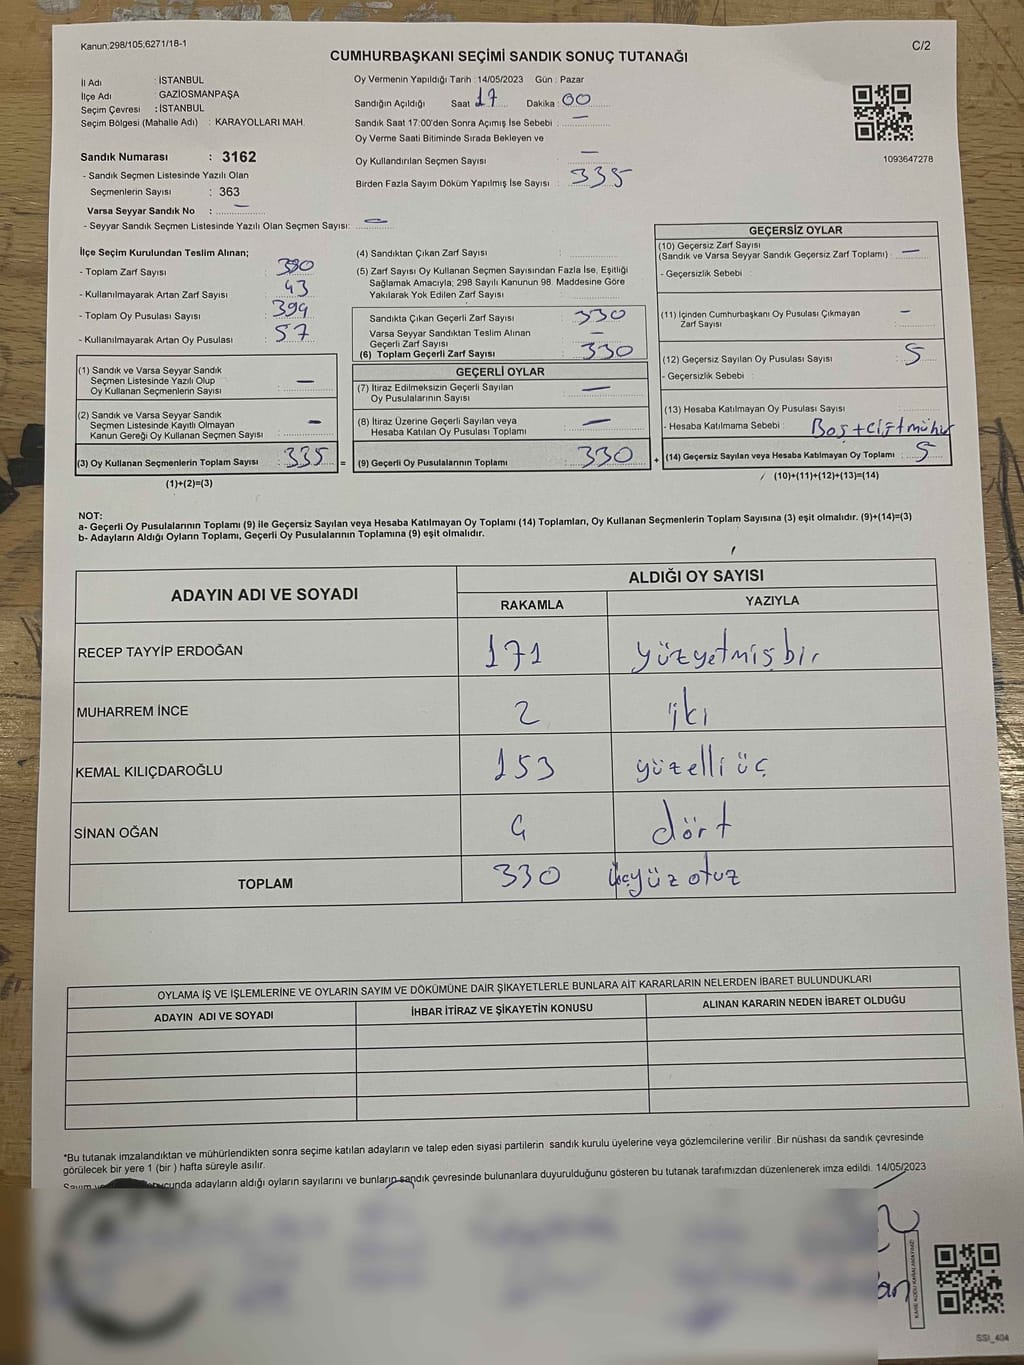 Kanun;298/105,6271/18-1
C/2
CUMHURBAŞKANI SEÇİMİ SANDIK SONUÇ TUTANAĞI
İl Adı : İSTANBUL
İlçe Adı : GAZİOSMANPAŞA
Seçim Çevresi : İSTANBUL
Seçim Bölgesi (Mahalle Adı) : KARAYOLLARI MAH.
Oy Vermenin Yapıldığı Tarih : 14/05/2023 Gün : Pazar
Sandığın Açıldığı Saat 17 Dakika : 00
Sandık Saat 17:00'den Sonra Açımış İse Sebebi : —
Oy Verme Saati Bitiminde Sırada Bekleyen ve
Oy Kullandırılan Seçmen Sayısı —
Birden Fazla Sayım Döküm Yapılmış İse Sayısı : 335
1093647278
Sandık Numarası : 3162
- Sandık Seçmen Listesinde Yazılı Olan
Seçmenlerin Sayısı : 363
Varsa Seyyar Sandık No : —
- Seyyar Sandık Seçmen Listesinde Yazılı Olan Seçmen Sayısı: —
İlçe Seçim Kurulundan Teslim Alınan;
- Toplam Zarf Sayısı : 380
- Kullanılmayarak Artan Zarf Sayısı : 43
- Toplam Oy Pusulası Sayısı : 394
- Kullanılmayarak Artan Oy Pusulası : 57
(1) Sandık ve Varsa Seyyar Sandık
Seçmen Listesinde Yazılı Olup
Oy Kullanan Seçmenlerin Sayısı : —
(2) Sandık ve Varsa Seyyar Sandık
Seçmen Listesinde Kayıtlı Olmayan
Kanun Gereği Oy Kullanan Seçmen Sayısı : —
(3) Oy Kullanan Seçmenlerin Toplam Sayısı : 335 =
(1)+(2)=(3)
(4) Sandıktan Çıkan Zarf Sayısı
(5) Zarf Sayısı Oy Kullanan Seçmen Sayısından Fazla İse, Eşitliği
Sağlamak Amacıyla; 298 Sayılı Kanunun 98. Maddesine Göre
Yakılarak Yok Edilen Zarf Sayısı :
Sandıkta Çıkan Geçerli Zarf Sayısı : 330
Varsa Seyyar Sandıktan Teslim Alınan
Geçerli Zarf Sayısı : —
(6) Toplam Geçerli Zarf Sayısı : 330
GEÇERLİ OYLAR
(7) İtiraz Edilmeksizin Geçerli Sayılan
Oy Pusulalarının Sayısı : —
(8) İtiraz Üzerine Geçerli Sayılan veya
Hesaba Katılan Oy Pusulası Toplamı : —
(9) Geçerli Oy Pusulalarının Toplamı : 330 +
GEÇERSİZ OYLAR
(10) Geçersiz Zarf Sayısı
(Sandık ve Varsa Seyyar Sandık Geçersiz Zarf Toplamı) : —
- Geçersizlik Sebebi :
(11) İçinden Cumhurbaşkanı Oy Pusulası Çıkmayan
Zarf Sayısı : —
(12) Geçersiz Sayılan Oy Pusulası Sayısı : 5
- Geçersizlik Sebebi :
(13) Hesaba Katılmayan Oy Pusulası Sayısı
- Hesaba Katılmama Sebebi : Boş+çiftmühür
(14) Geçersiz Sayılan veya Hesaba Katılmayan Oy Toplamı : 5
(10)+(11)+(12)+(13)=(14)
NOT:
a- Geçerli Oy Pusulalarının Toplamı (9) ile Geçersiz Sayılan veya Hesaba Katılmayan Oy Toplamı (14) Toplamları, Oy Kullanan Seçmenlerin Toplam Sayısına (3) eşit olmalıdır. (9)+(14)=(3)
b- Adayların Aldığı Oyların Toplamı, Geçerli Oy Pusulalarının Toplamına (9) eşit olmalıdır.
ADAYIN ADI VE SOYADI
ALDIĞI OY SAYISI
RAKAMLA YAZIYLA
RECEP TAYYİP ERDOĞAN 171 yüzyetmişbir
MUHARREM İNCE 2 iki
KEMAL KILIÇDAROĞLU 153 yüzelli üç
SİNAN OĞAN 4 dört
TOPLAM 330 üçyüz otuz
OYLAMA İŞ VE İŞLEMLERİNE VE OYLARIN SAYIM VE DÖKÜMÜNE DAİR ŞİKAYETLERLE BUNLARA AİT KARARLARIN NELERDEN İBARET BULUNDUKLARI
ADAYIN ADI VE SOYADI İHBAR İTİRAZ VE ŞİKAYETİN KONUSU ALINAN KARARIN NEDEN İBARET OLDUĞU
*Bu tutanak imzalandıktan ve mühürlendikten sonra seçime katılan adayların ve talep eden siyasi partilerin sandık kurulu üyelerine veya gözlemcilerine verilir .Bir nüshası da sandık çevresinde
görülecek bir yere 1 (bir ) hafta süreyle asılır.
Sayım ucunda adayların aldığı oyların sayılarını ve bunların sandık çevresinde bulunanlara duyurulduğunu gösteren bu tutanak tarafımızdan düzenlenerek imza edildi. 14/05/2023
SSI_404